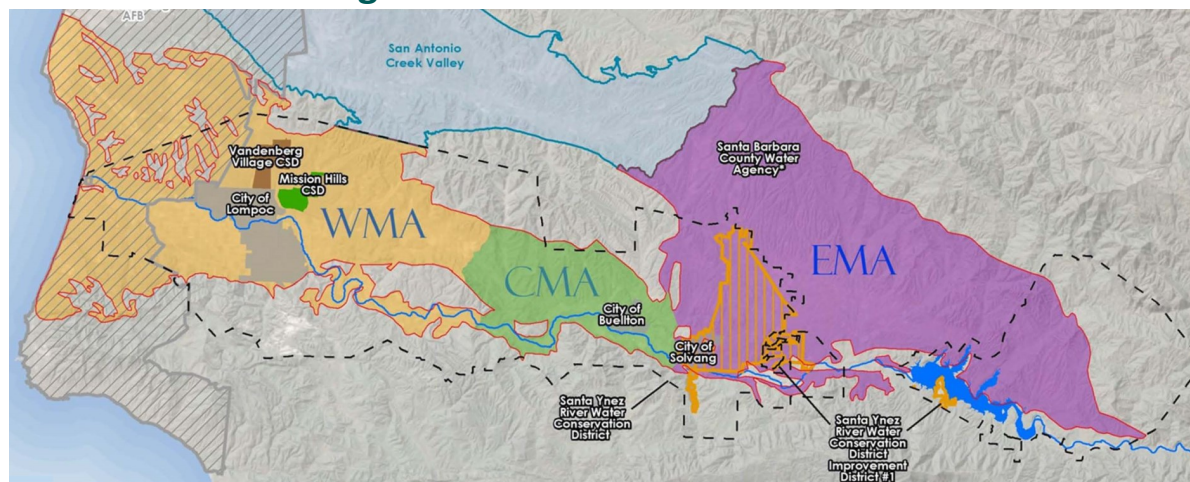 AFB
San Antonio
Creek Valley
Vandenberg
Village CSD
Mission Hills
CSD
City of
Lompoc
WMA
CMA
EMA
Santa Barbara
County Water
Agency*
City of
Buellton
City of
Solvang
Santa Ynez
River Water
Conservation
District
Santa Ynez
River Water
Conservation
District
Improvement
District #1